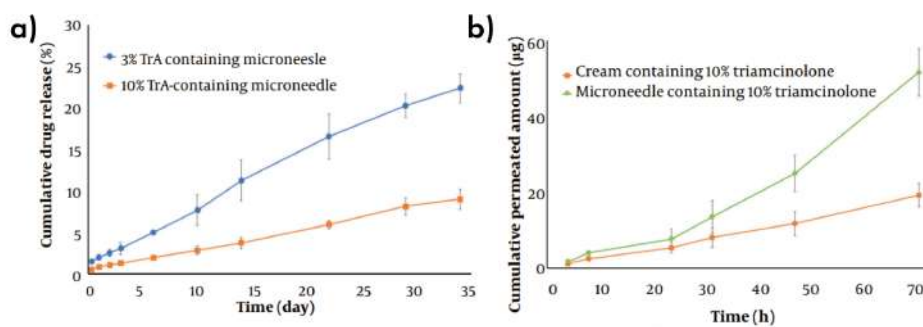 a)
Cumulative drug release (%)
30
25
20
15
10
5
0
3% TrA containing microneesle
10% TrA-containing microneedle
0 5 10 15 20 25 30 35
Time (day)
b)
Cumulative permeated amount (µg)
60
40
20
0
Cream containing 10% triamcinolone
Microneedle containing 10% triamcinolone
0 10 20 30 40 50 60 70
Time (h)